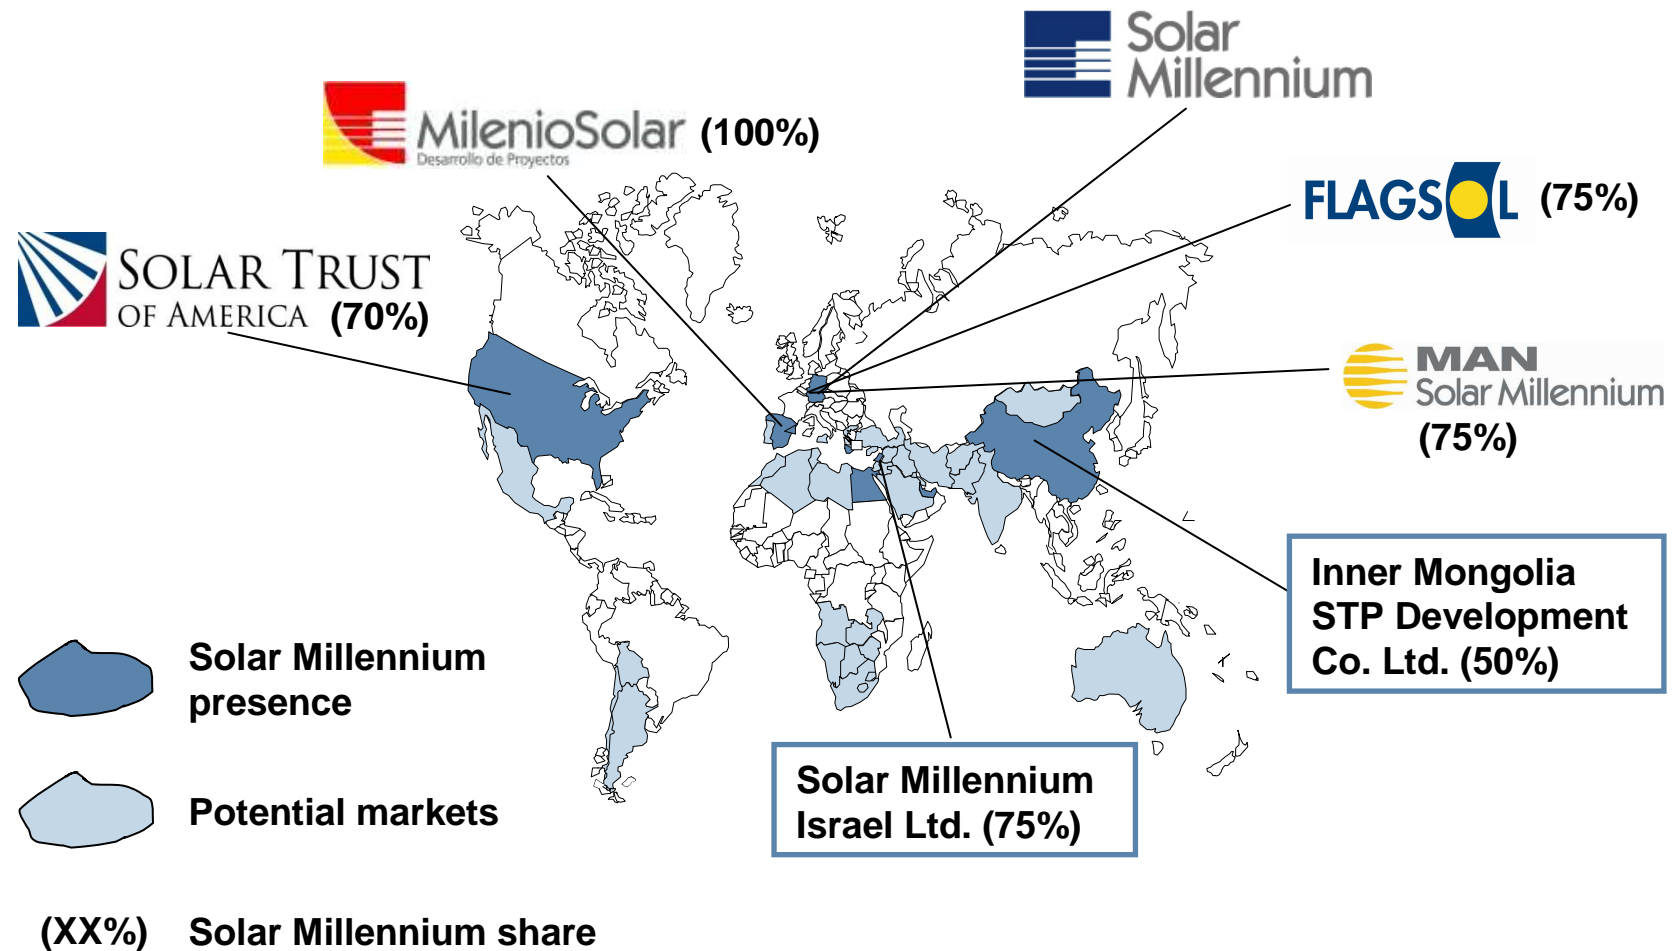 Solar
Millennium
MilenioSolar (100%)
Desarrollo de Proyectos
FLAGSOL (75%)
SOLAR TRUST
OF AMERICA (70%)
MAN
Solar Millennium
(75%)
Inner Mongolia
STP Development
Co. Ltd. (50%)
Solar Millennium
presence
Solar Millennium
Israel Ltd. (75%)
Potential markets
(XX%) Solar Millennium share